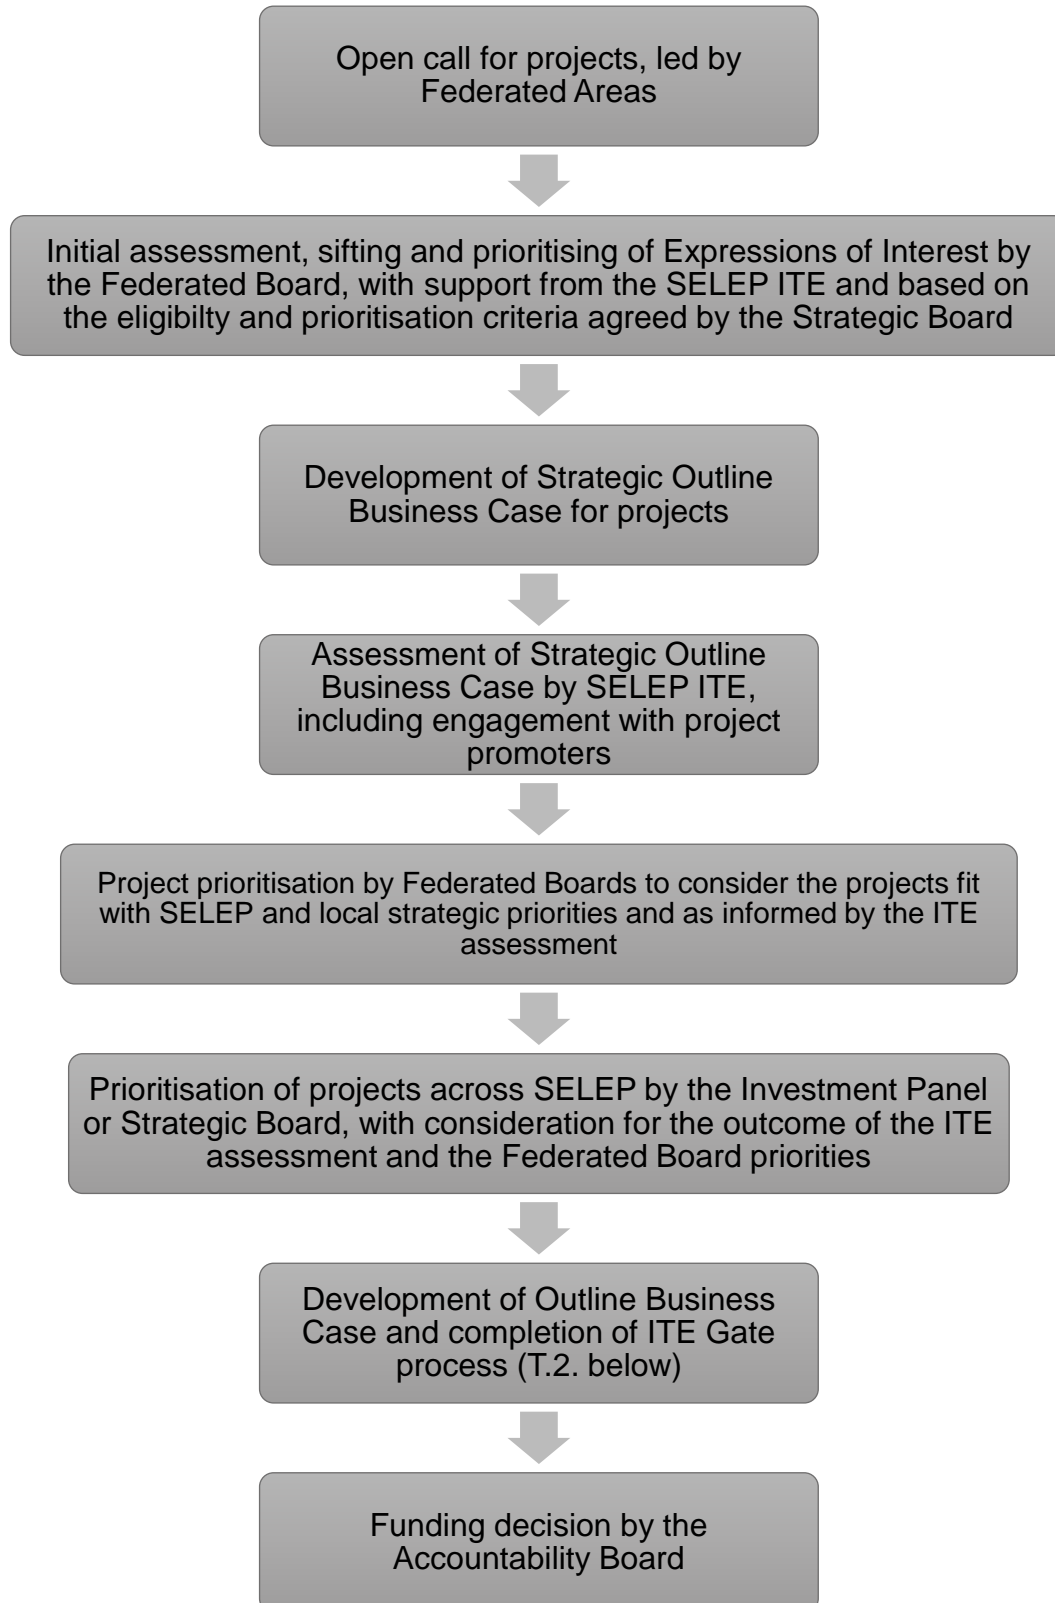 Open call for projects, led by
Federated Areas
Initial assessment, sifting and prioritising of Expressions of Interest by
the Federated Board, with support from the SELEP ITE and based on
the eligibilty and prioritisation criteria agreed by the Strategic Board
Development of Strategic Outline
Business Case for projects
Assessment of Strategic Outline
Business Case by SELEP ITE,
including engagement with project
promoters
Project prioritisation by Federated Boards to consider the projects fit
with SELEP and local strategic priorities and as informed by the ITE
assessment
Prioritisation of projects across SELEP by the Investment Panel
or Strategic Board, with consideration for the outcome of the ITE
assessment and the Federated Board priorities
Development of Outline Business
Case and completion of ITE Gate
process (T.2. below)
Funding decision by the
Accountability Board